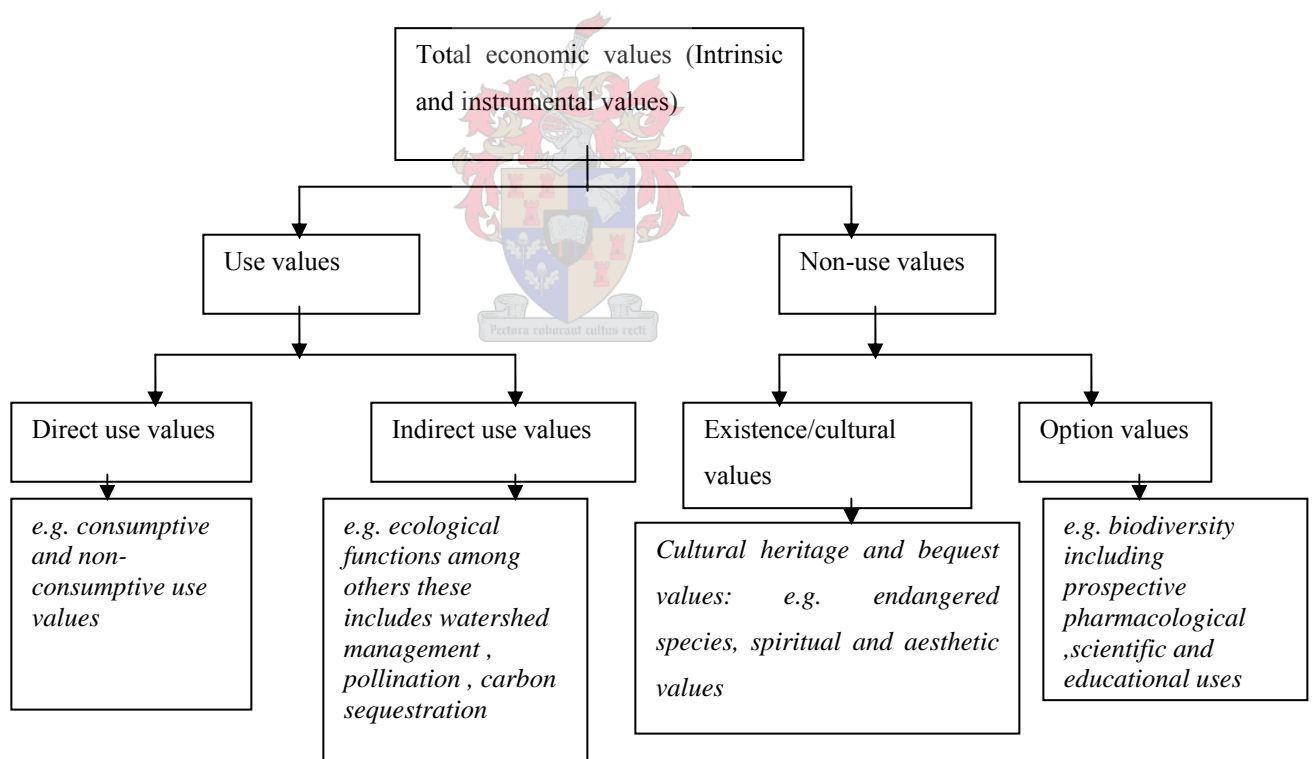 Total economic values (Intrinsic
and instrumental values)
Use values
Non-use values
Pectora roborant cultus recti
Direct use values
Indirect use values
Existence/cultural
values
Option values
e.g. consumptive
and non-
consumptive use
values
e.g. ecological
functions among
others these
includes watershed
management ,
pollination , carbon
sequestration
Cultural heritage and bequest
values: e.g. endangered
species, spiritual and aesthetic
values
e.g. biodiversity
including
prospective
pharmacological
,scientific and
educational uses